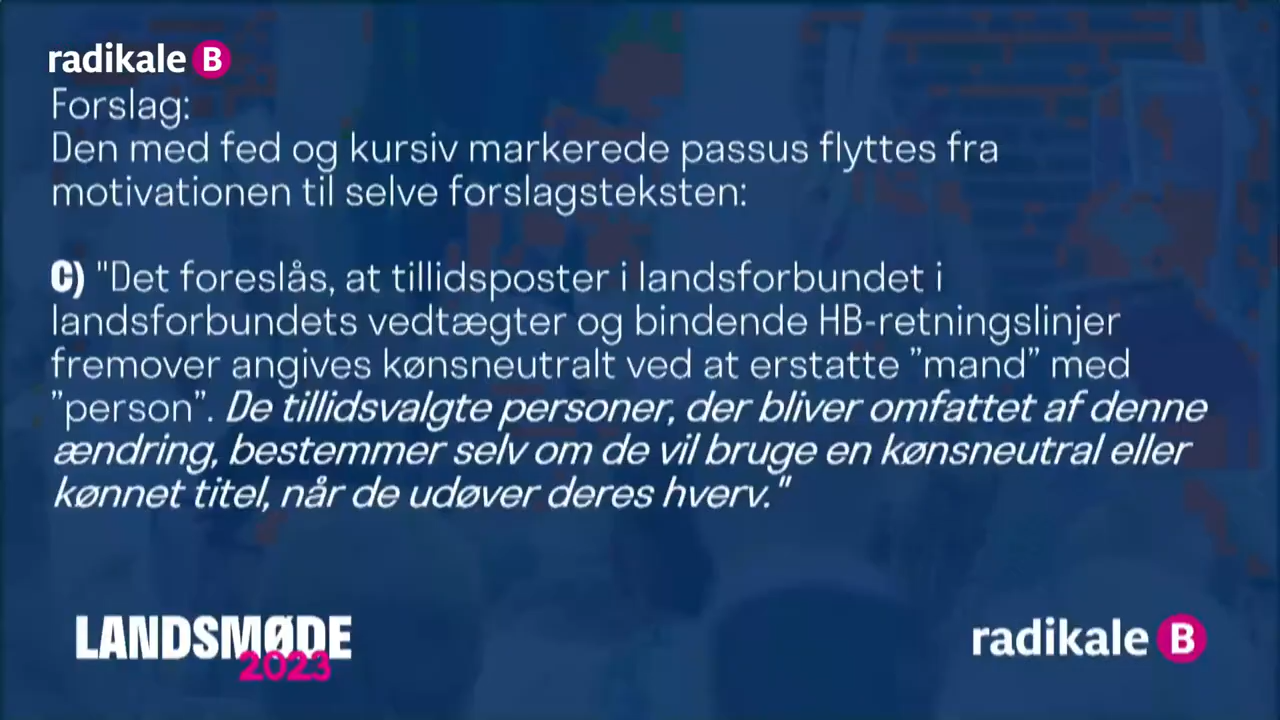 radikale B
Forslag:
Den med fed og kursiv markerede passus flyttes fra
motivationen til selve forslagsteksten:
C) "Det foreslås, at tillidsposter i landsforbundet i
landsforbundets vedtægter og bindende HB-retningslinjer
fremover angives kønsneutralt ved at erstatte ”mand” med
”person”. De tillidsvalgte personer, der bliver omfattet af denne
ændring, bestemmer selv om de vil bruge en kønsneutral eller
kønnet titel, når de udøver deres hverv."
LANDSMØDE
2023
radikale B